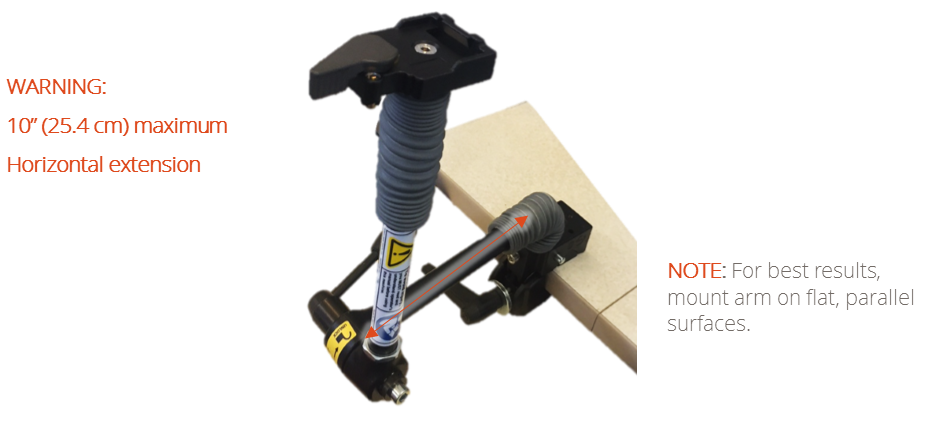 WARNING:
10” (25.4 cm) maximum
Horizontal extension
NOTE: For best results,
mount arm on flat, parallel
surfaces.